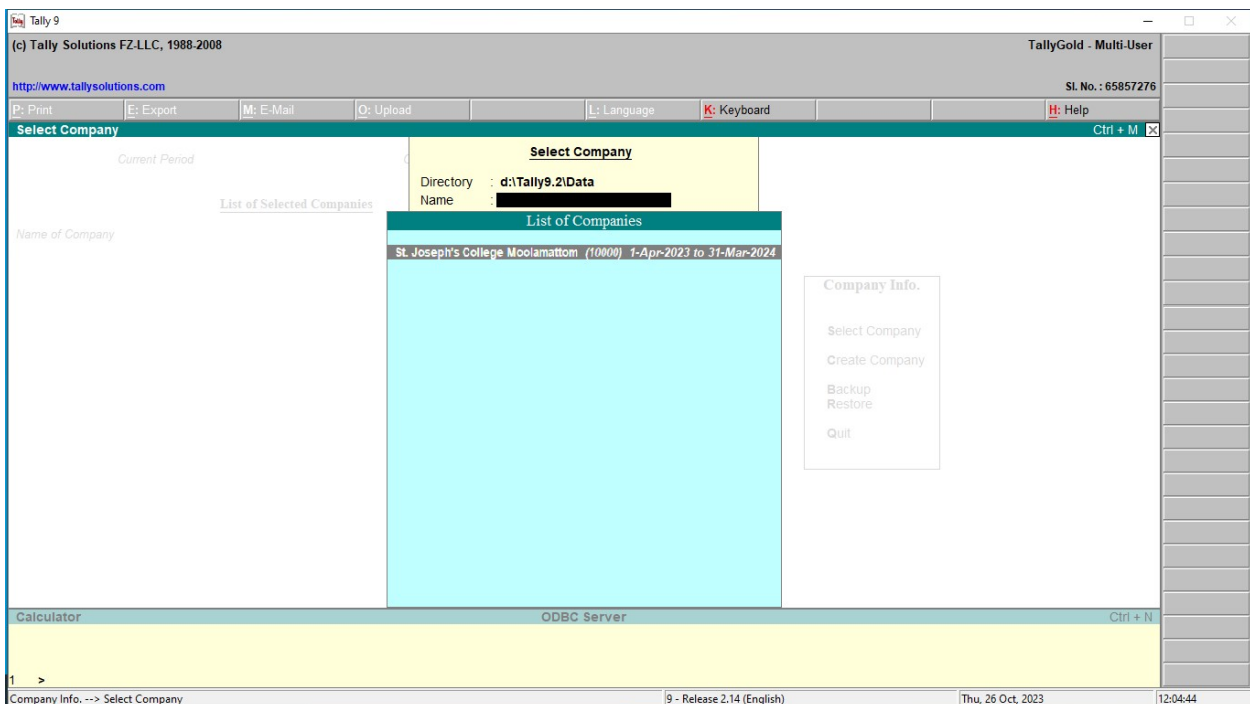 Tally 9
(c) Tally Solutions FZ-LLC, 1988-2008 TallyGold - Multi-User
http://www.tallysolutions.com Sl. No. : 65857276
P: Print E: Export M: E-Mail O: Upload L: Language K: Keyboard H: Help
Select Company Ctrl + M
Current Period
Select Company
Directory : d:\Tally9.2\Data
Name :
List of Selected Companies
List of Companies
Name of Company
St. Joseph's College Moolamattom (10000) 1-Apr-2023 to 31-Mar-2024
Company Info.
Select Company
Create Company
Backup
Restore
Quit
Calculator ODBC Server Ctrl + N
1 >
Company Info. --> Select Company 9 - Release 2.14 (English) Thu, 26 Oct, 2023 12:04:44